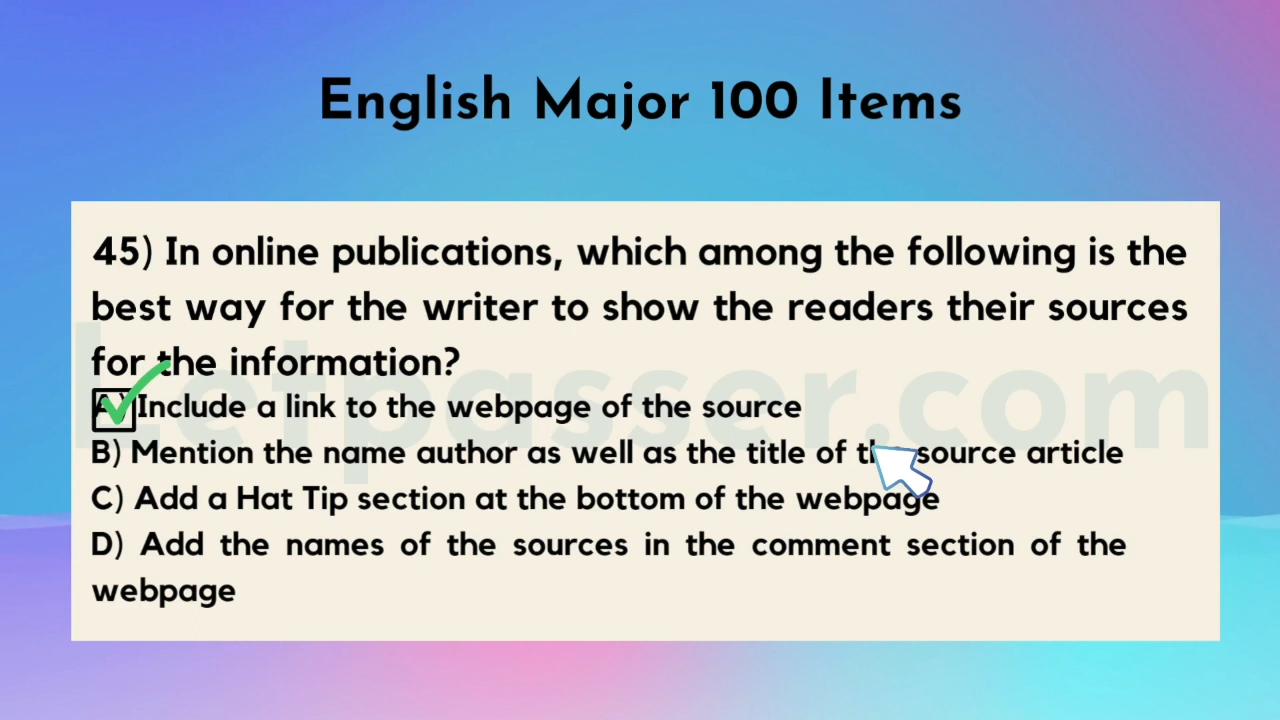 English Major 100 Items
45) In online publications, which among the following is the
best way for the writer to show the readers their sources
for the information?
A) Include a link to the webpage of the source
B) Mention the name author as well as the title of the source article
C) Add a Hat Tip section at the bottom of the webpage
D) Add the names of the sources in the comment section of the
webpage
Letpasser.com